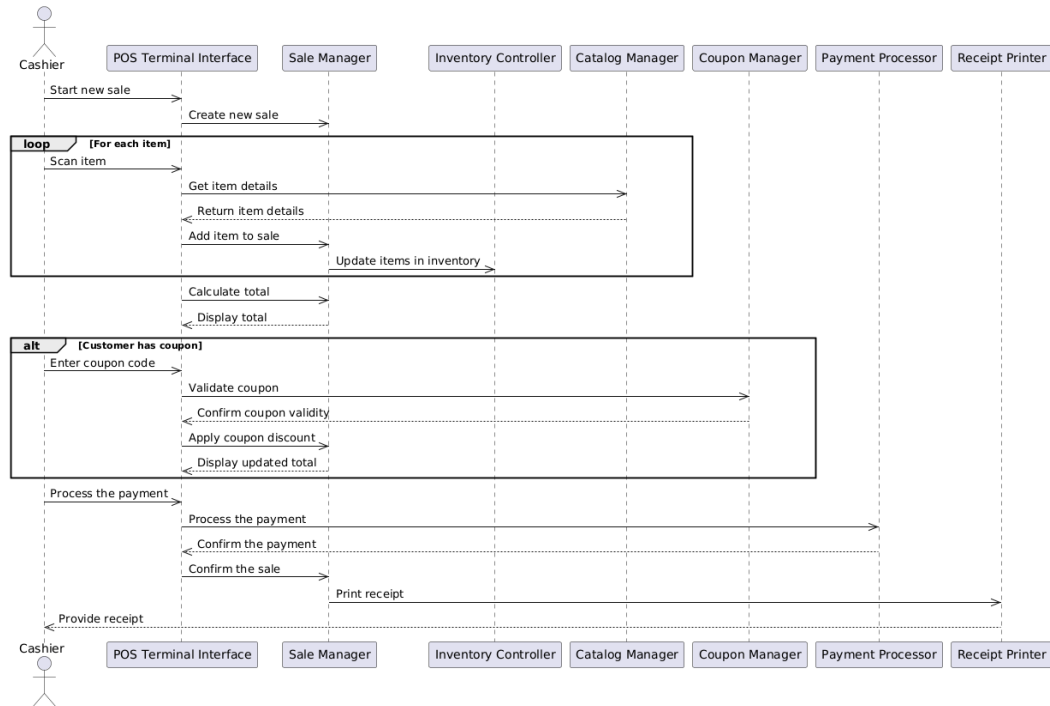 Cashier
POS Terminal Interface
Sale Manager
Inventory Controller
Catalog Manager
Coupon Manager
Payment Processor
Receipt Printer
Start new sale
Create new sale
loop
[For each item]
Scan item
Get item details
Return item details
Add item to sale
Update items in inventory
Calculate total
Display total
alt
[Customer has coupon]
Enter coupon code
Validate coupon
Confirm coupon validity
Apply coupon discount
Display updated total
Process the payment
Process the payment
Confirm the payment
Confirm the sale
Print receipt
Provide receipt
Cashier
POS Terminal Interface
Sale Manager
Inventory Controller
Catalog Manager
Coupon Manager
Payment Processor
Receipt Printer